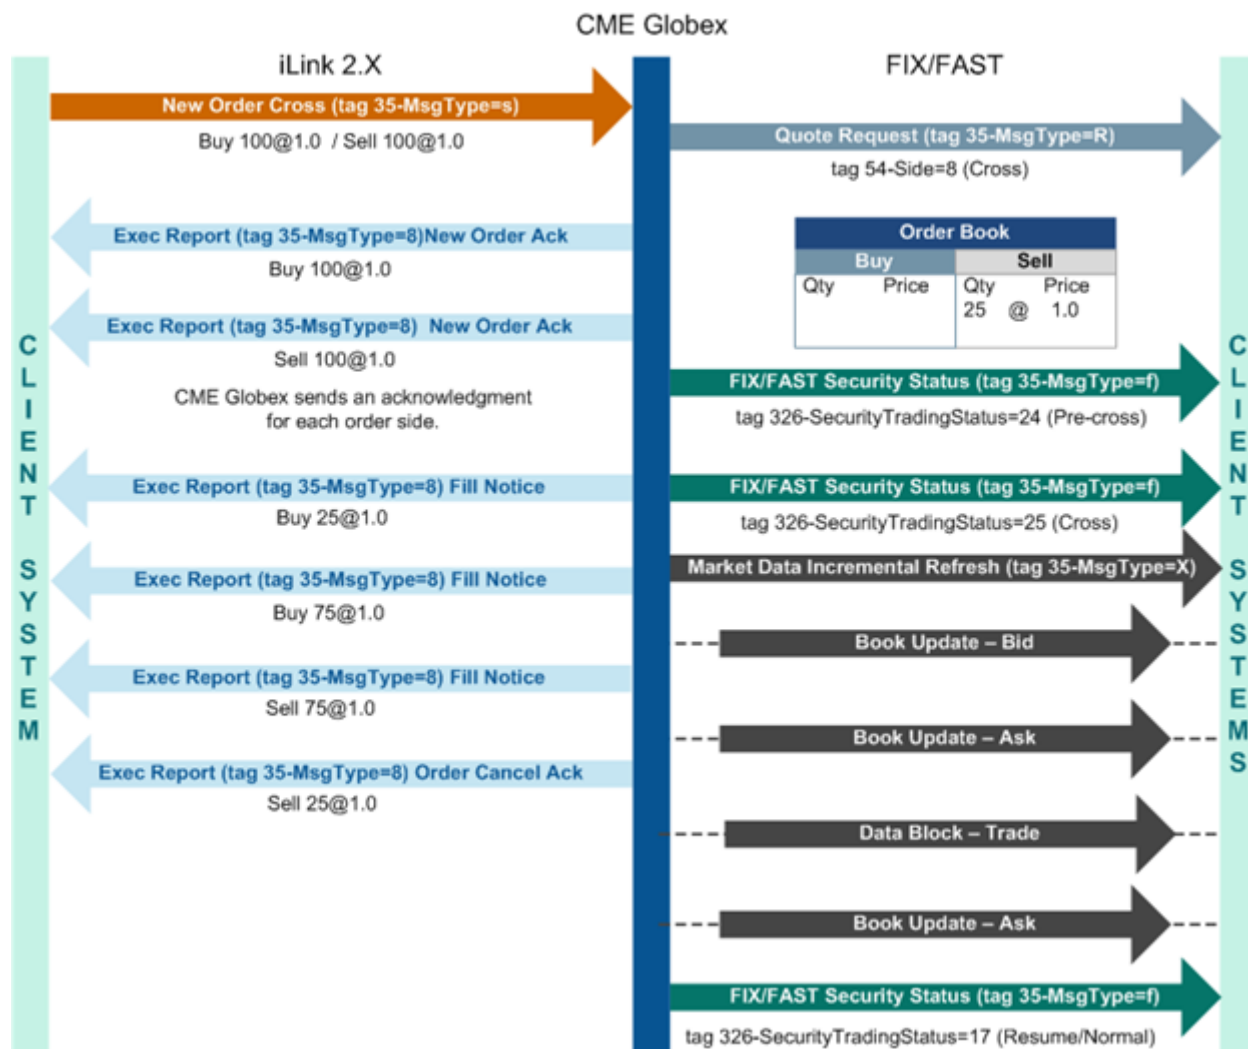 CME Globex
iLink 2.X
FIX/FAST
New Order Cross (tag 35-MsgType=s)
Buy 100@1.0 / Sell 100@1.0
Quote Request (tag 35-MsgType=R)
tag 54-Side=8 (Cross)
Exec Report (tag 35-MsgType=8)New Order Ack
Buy 100@1.0
Order Book
Buy Sell
Qty Price Qty Price
25 @ 1.0
Exec Report (tag 35-MsgType=8) New Order Ack
Sell 100@1.0
CME Globex sends an acknowledgment
for each order side.
FIX/FAST Security Status (tag 35-MsgType=f)
tag 326-SecurityTradingStatus=24 (Pre-cross)
Exec Report (tag 35-MsgType=8) Fill Notice
Buy 25@1.0
FIX/FAST Security Status (tag 35-MsgType=f)
tag 326-SecurityTradingStatus=25 (Cross)
Exec Report (tag 35-MsgType=8) Fill Notice
Buy 75@1.0
Market Data Incremental Refresh (tag 35-MsgType=X)
Book Update – Bid
Exec Report (tag 35-MsgType=8) Fill Notice
Sell 75@1.0
Book Update – Ask
Exec Report (tag 35-MsgType=8) Order Cancel Ack
Sell 25@1.0
Data Block – Trade
Book Update – Ask
FIX/FAST Security Status (tag 35-MsgType=f)
tag 326-SecurityTradingStatus=17 (Resume/Normal)
CLIENT SYSTEM
CLIENT SYSTEMS